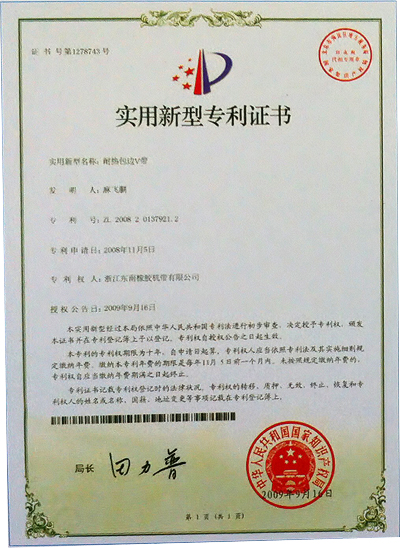 证 书 号 第1278743号
实用新型专利证书
实用新型名称：耐热包边V带
发 明 人：麻飞鹏
专 利 号：ZL 2008 2 0137921.2
专利申请日：2008年11月5日
专 利 权 人：浙江东南橡胶机带有限公司
授权公告日：2009年9月16日
本实用新型经过本局依照中华人民共和国专利法进行初步审查，决定授予专利权，颁发
本证书并在专利登记簿上予以登记。专利权自授权公告之日起生效。
本专利的专利权期限为十年，自申请日起算。专利权人应当依照专利法及其实施细则规
定缴纳年费。缴纳本专利年费的期限是每年11月 5 日前一个月内。未按照规定缴纳年费的，
专利权自应当缴纳年费期满之日起终止。
专利证书记载专利权登记时的法律状况。专利权的转移、质押、无效、终止、恢复和专
利权人的姓名或名称、国籍、地址变更等事项记载在专利登记簿上。
局长 田力普
中华人民共和国国家知识产权局
2009年9月16日
第 1 页（共 1 页）